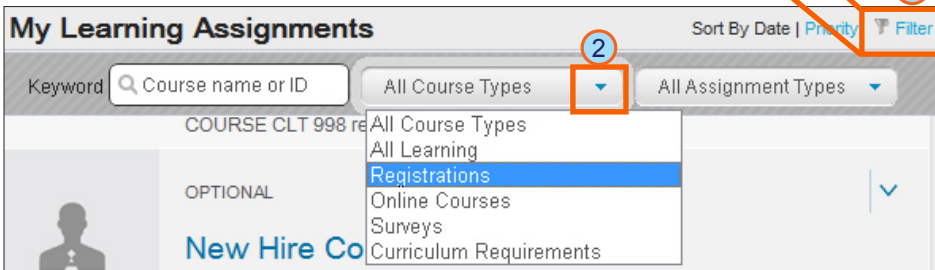 My Learning Assignments Sort By Date | Priority Filter
2
Keyword Course name or ID All Course Types All Assignment Types
COURSE CLT 998 re
All Course Types
All Learning
Registrations
Online Courses
Surveys
Curriculum Requirements
OPTIONAL
New Hire Co